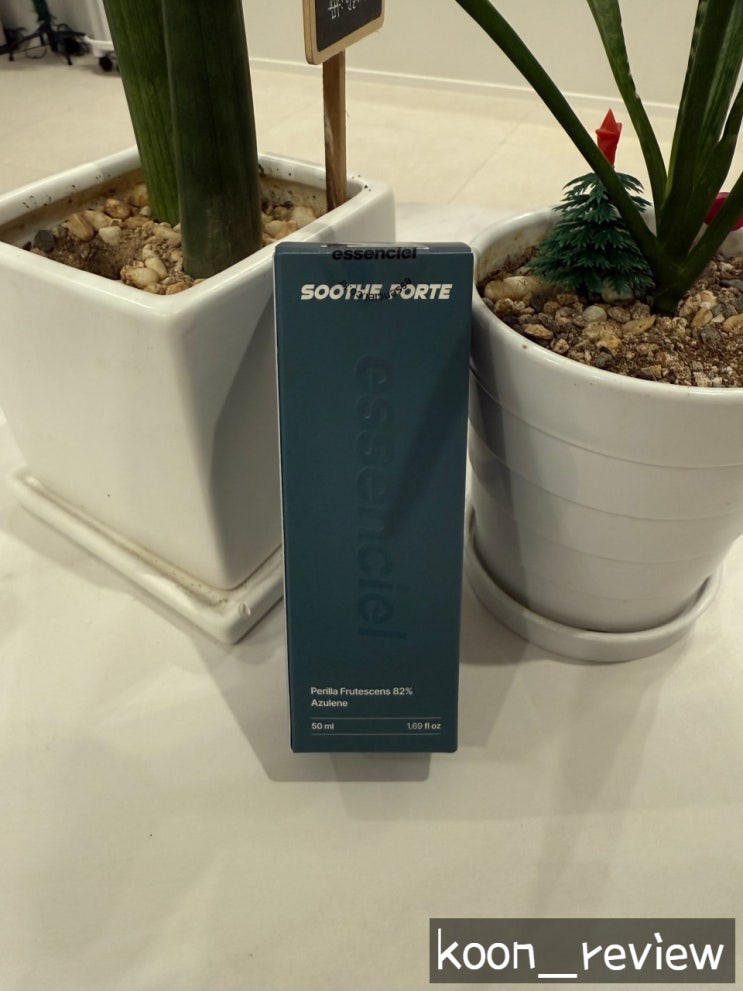 essenciel
SOOTHE FORTE
essenciel
Perilla Frutescens 82%
Azulene
50 ml 1.69 fl oz
koon_review